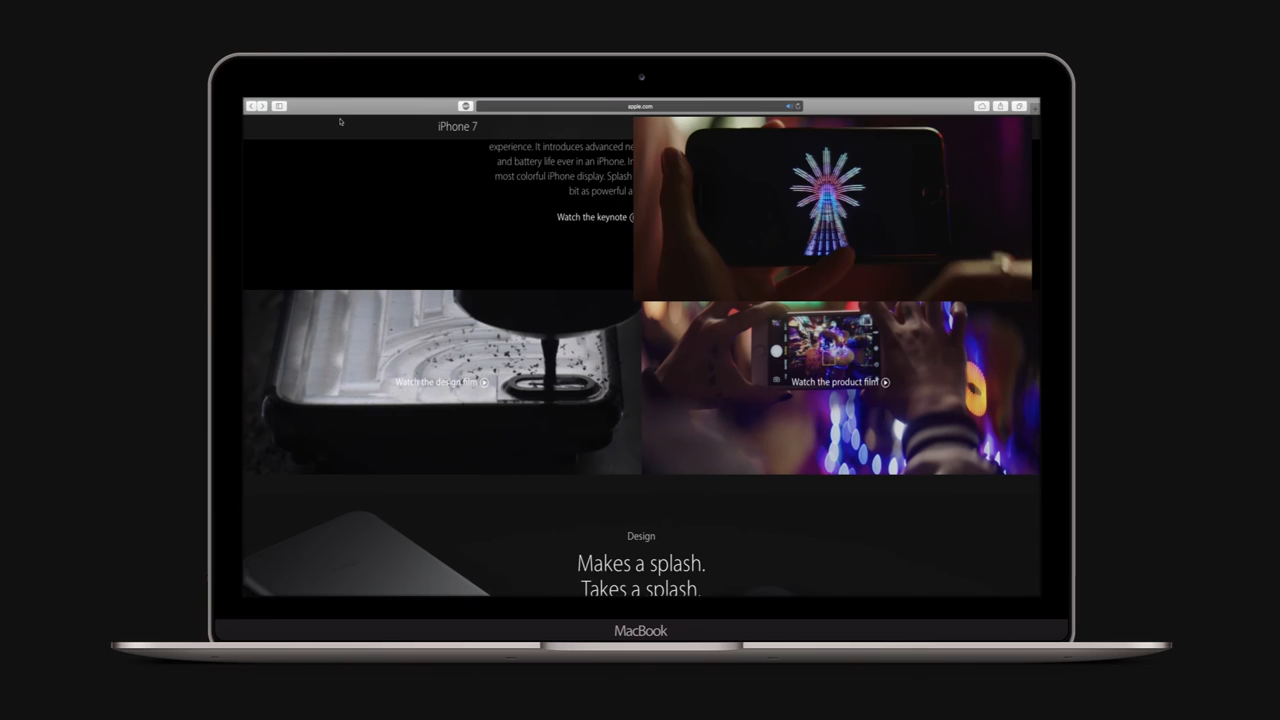 apple.com
iPhone 7
experience. It introduces advanced ne
and battery life ever in an iPhone. In
most colorful iPhone display. Splash
bit as powerful a
Watch the keynote
Watch the design film
Watch the product film
Design
Makes a splash.
Takes a splash.
MacBook